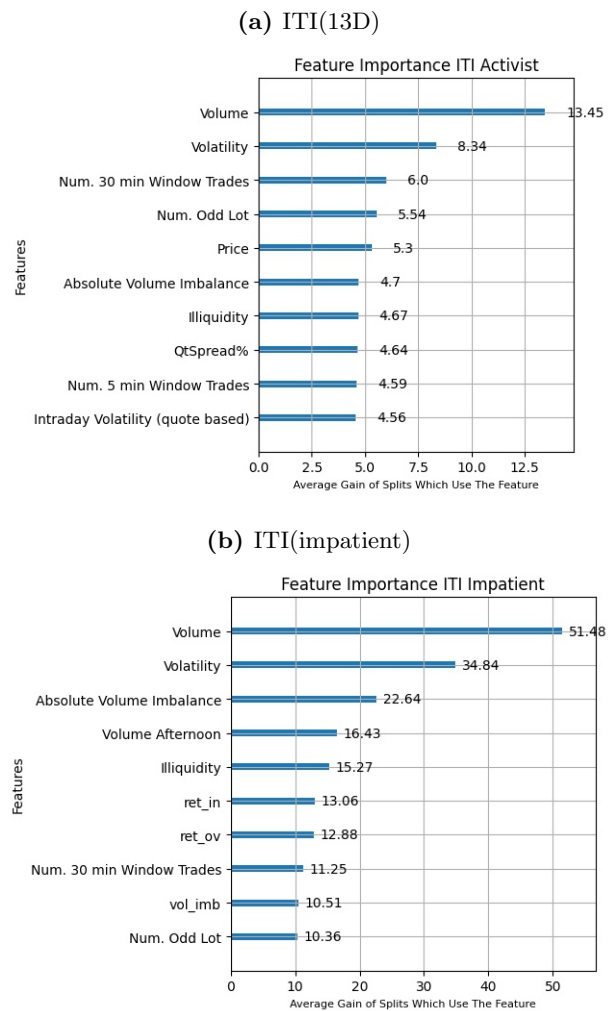 (a) ITI(13D)
Feature Importance ITI Activist
Volume 13.45
Volatility 8.34
Num. 30 min Window Trades 6.0
Num. Odd Lot 5.54
Price 5.3
Absolute Volume Imbalance 4.7
Illiquidity 4.67
QtSpread% 4.64
Num. 5 min Window Trades 4.59
Intraday Volatility (quote based) 4.56
Features
0.0 2.5 5.0 7.5 10.0 12.5
Average Gain of Splits Which Use The Feature
(b) ITI(impatient)
Feature Importance ITI Impatient
Volume 51.48
Volatility 34.84
Absolute Volume Imbalance 22.64
Volume Afternoon 16.43
Illiquidity 15.27
ret_in 13.06
ret_ov 12.88
Num. 30 min Window Trades 11.25
vol_imb 10.51
Num. Odd Lot 10.36
Features
0 10 20 30 40 50
Average Gain of Splits Which Use The Feature